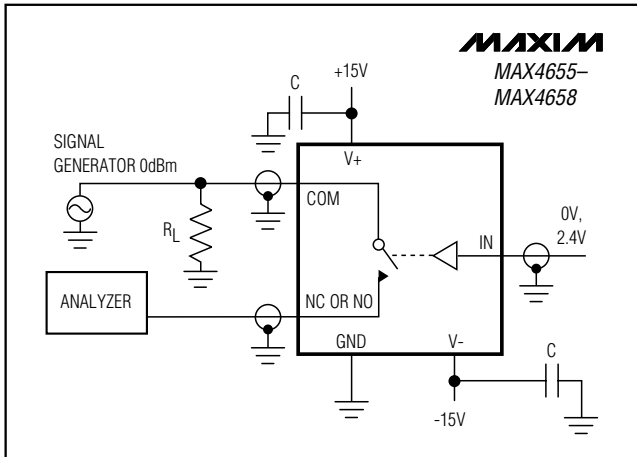 MAXIM
MAX4655–
MAX4658
+15V
C
SIGNAL
GENERATOR 0dBm
V+
COM
RL
IN
0V,
2.4V
ANALYZER
NC OR NO
GND
V-
C
-15V